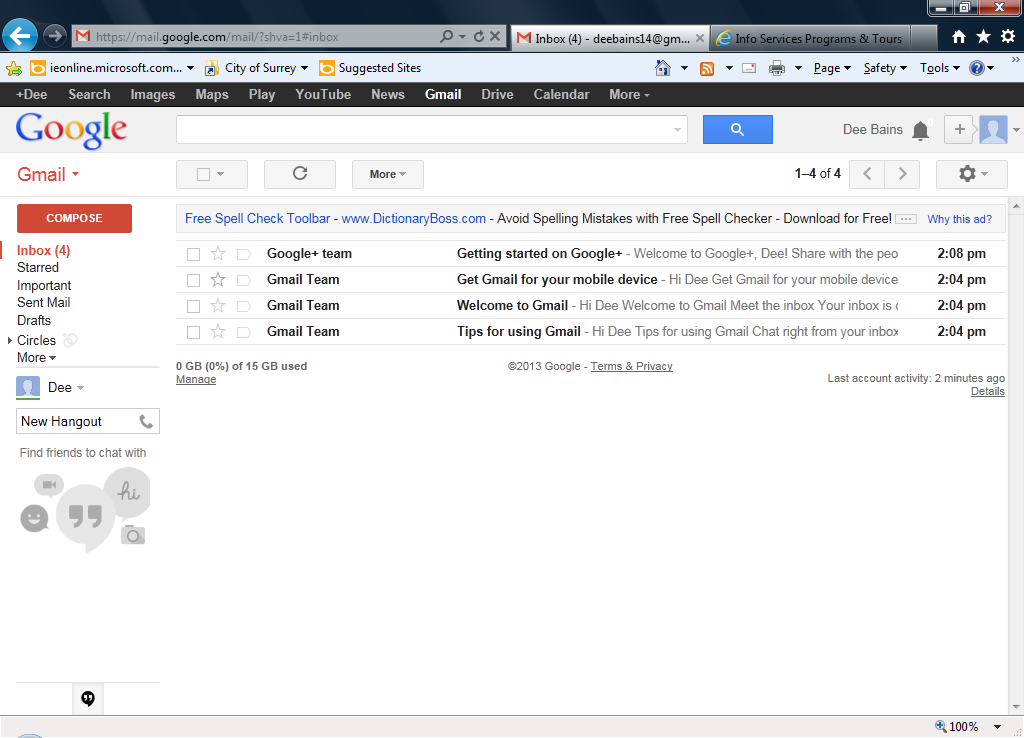 https://mail.google.com/mail/?shva=1#inbox
Inbox (4) - deebains14@gm...
Info Services Programs & Tours
ieonline.microsoft.com...
City of Surrey
Suggested Sites
Page
Safety
Tools
+Dee Search Images Maps Play YouTube News Gmail Drive Calendar More
Google
Dee Bains
Gmail
More
1–4 of 4
COMPOSE
Inbox (4)
Starred
Important
Sent Mail
Drafts
Circles
More
Dee
New Hangout
Find friends to chat with
hi
Free Spell Check Toolbar - www.DictionaryBoss.com - Avoid Spelling Mistakes with Free Spell Checker - Download for Free! Why this ad?
Google+ team Getting started on Google+ - Welcome to Google+, Dee! Share with the peo 2:08 pm
Gmail Team Get Gmail for your mobile device - Hi Dee Get Gmail for your mobile device 2:04 pm
Gmail Team Welcome to Gmail - Hi Dee Welcome to Gmail Meet the inbox Your inbox is 2:04 pm
Gmail Team Tips for using Gmail - Hi Dee Tips for using Gmail Chat right from your inbox 2:04 pm
0 GB (0%) of 15 GB used
Manage
©2013 Google - Terms & Privacy
Last account activity: 2 minutes ago
Details
100%